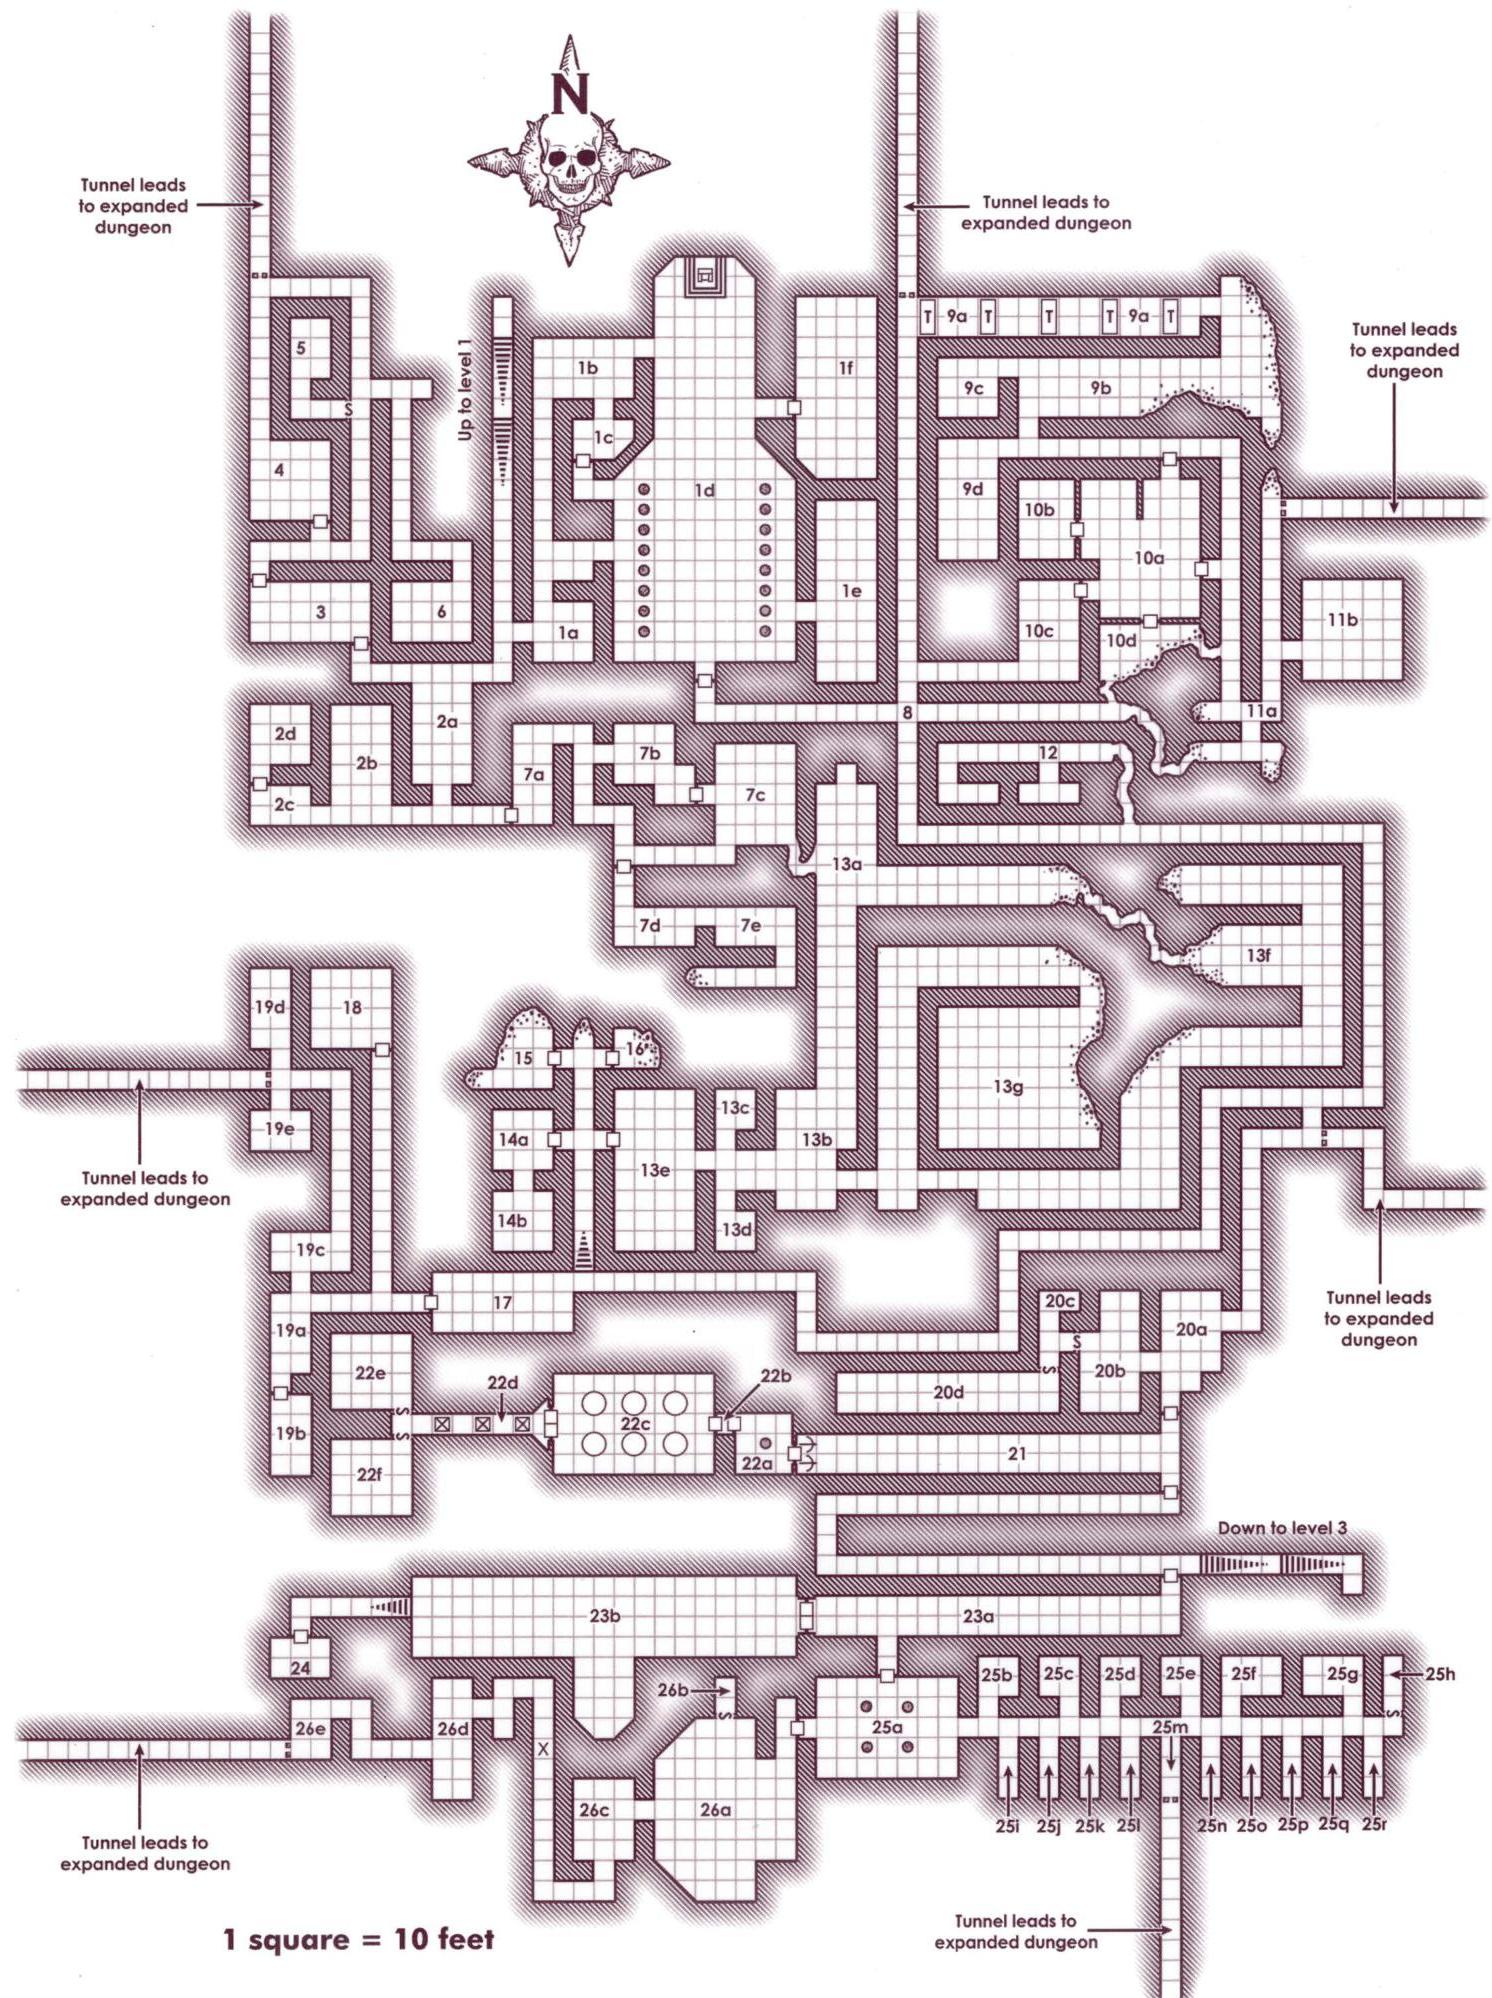 N
Tunnel leads
to expanded
dungeon
Tunnel leads to
expanded dungeon
Tunnel leads
to expanded
dungeon
Up to level 1
T
9a
T
T
T
9a
T
5
S
1b
1f
9c
9b
1c
4
1d
9d
10b
10a
3
6
1a
1e
10c
10d
11b
2d
2a
8
11a
2b
7b
12
7a
2c
7c
13a
7d
7e
13f
19d
18
15
16
13g
13c
19e
14a
13b
13e
Tunnel leads to
expanded dungeon
14b
13d
19c
17
20c
19a
20a
Tunnel leads
to expanded
dungeon
S
22e
22d
22b
S
20b
20d
S
22c
S
19b
22a
21
22f
Down to level 3
23b
23a
24
26b
25b
25c
25d
25e
25f
25g
25h
S
S
26e
26d
25a
25m
X
26c
26a
25i
25j
25k
25l
25n
25o
25p
25q
25r
Tunnel leads to
expanded dungeon
1 square = 10 feet
Tunnel leads to
expanded dungeon